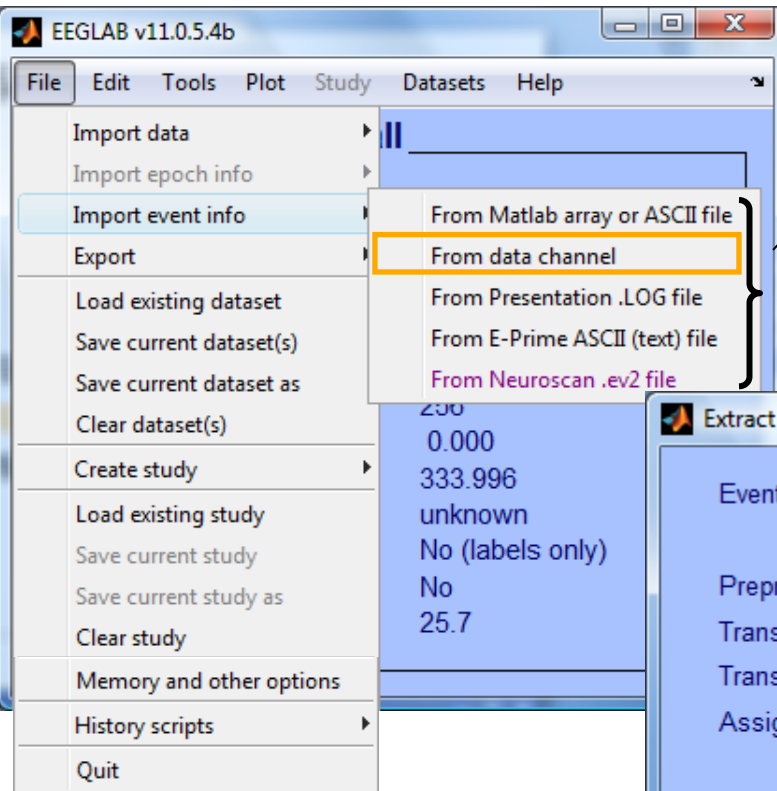 EEGLAB v11.0.5.4b
File Edit Tools Plot Study Datasets Help
Import data
Import epoch info
Import event info
Export
Load existing dataset
Save current dataset(s)
Save current dataset as
Clear dataset(s)
Create study
Load existing study
Save current study
Save current study as
Clear study
Memory and other options
History scripts
Quit
From Matlab array or ASCII file
From data channel
From Presentation .LOG file
From E-Prime ASCII (text) file
From Neuroscan .ev2 file
256
0.000
333.996
unknown
No (labels only)
No
25.7
Extract